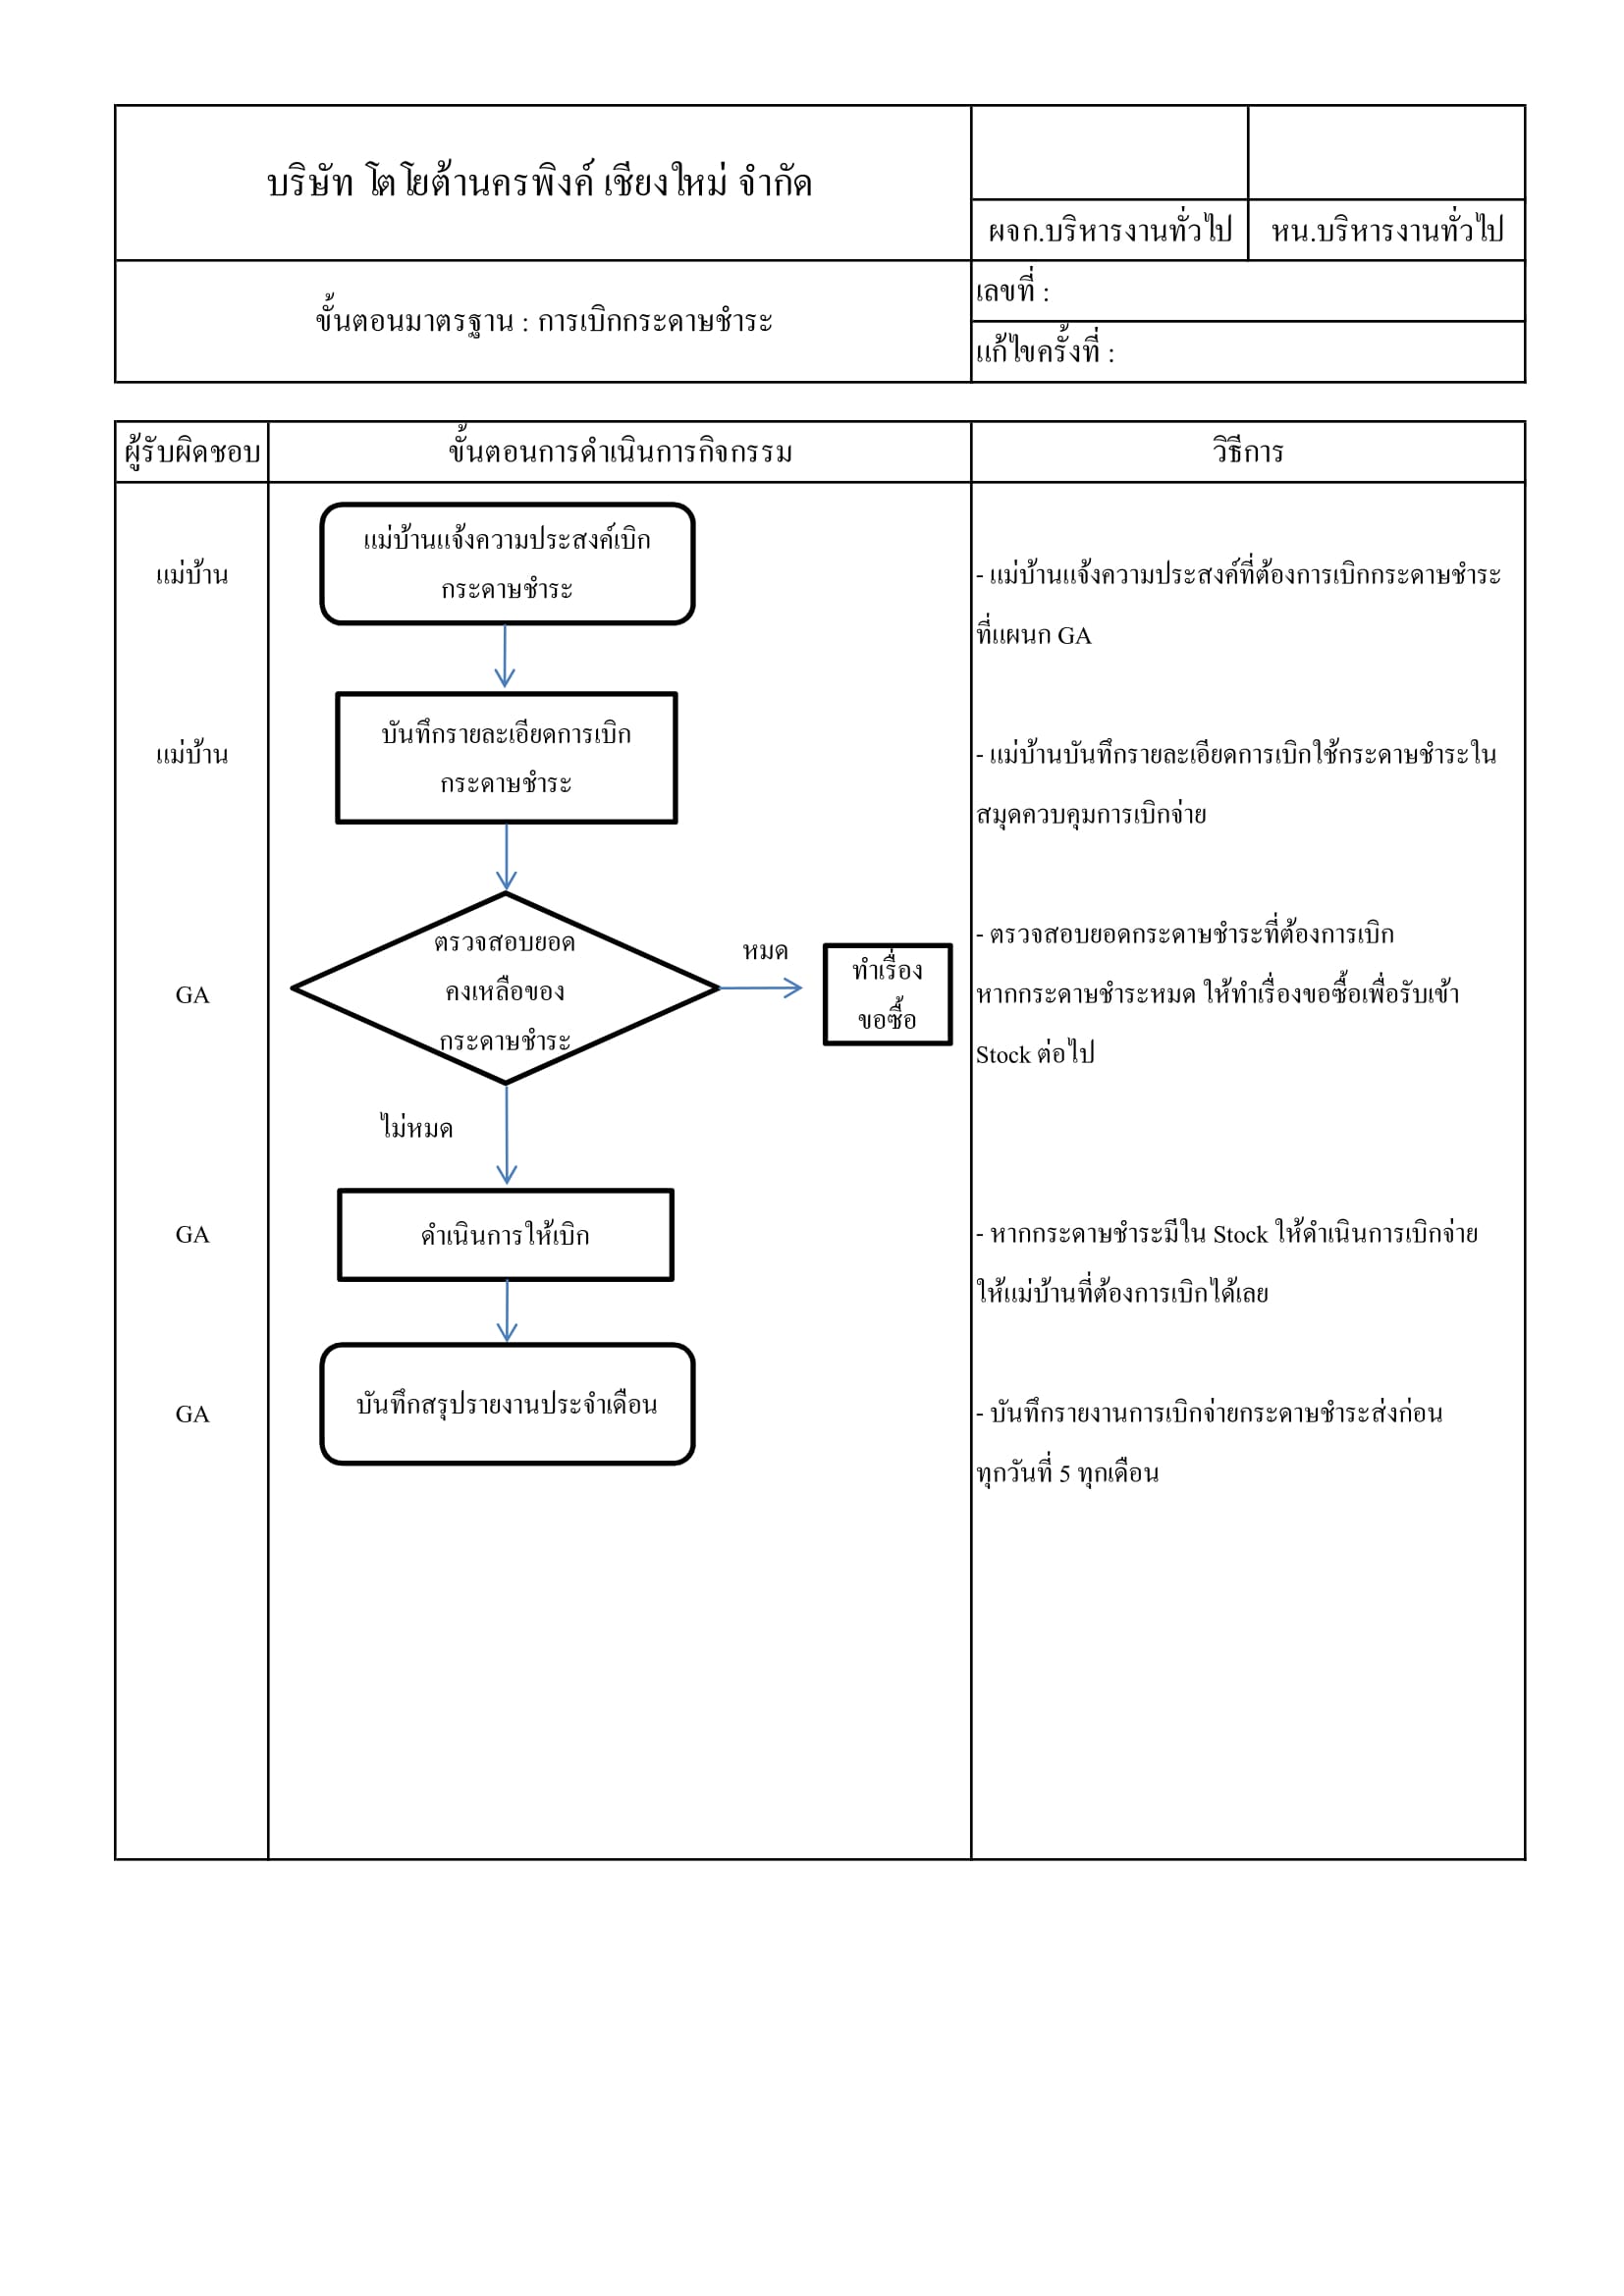 บริษัท โตโยต้านครพิงค์ เชียงใหม่ จำกัด
ผจก.บริหารงานทั่วไป
หน.บริหารงานทั่วไป
ขั้นตอนมาตรฐาน : การเบิกกระดาษชำระ
เลขที่ :
แก้ไขครั้งที่ :
ผู้รับผิดชอบ
ขั้นตอนการดำเนินการกิจกรรม
วิธีการ
แม่บ้าน
แม่บ้านแจ้งความประสงค์เบิก
กระดาษชำระ
- แม่บ้านแจ้งความประสงค์ที่ต้องการเบิกกระดาษชำระ
ที่แผนก GA
แม่บ้าน
บันทึกรายละเอียดการเบิก
กระดาษชำระ
- แม่บ้านบันทึกรายละเอียดการเบิกใช้กระดาษชำระใน
สมุดควบคุมการเบิกจ่าย
GA
ตรวจสอบยอด
คงเหลือของ
กระดาษชำระ
หมด
ทำเรื่อง
ขอซื้อ
- ตรวจสอบยอดกระดาษชำระที่ต้องการเบิก
หากกระดาษชำระหมด ให้ทำเรื่องขอซื้อเพื่อรับเข้า
Stock ต่อไป
ไม่หมด
GA
ดำเนินการให้เบิก
- หากกระดาษชำระมีใน Stock ให้ดำเนินการเบิกจ่าย
ให้แม่บ้านที่ต้องการเบิกได้เลย
GA
บันทึกสรุปรายงานประจำเดือน
- บันทึกรายงานการเบิกจ่ายกระดาษชำระส่งก่อน
ทุกวันที่ 5 ทุกเดือน